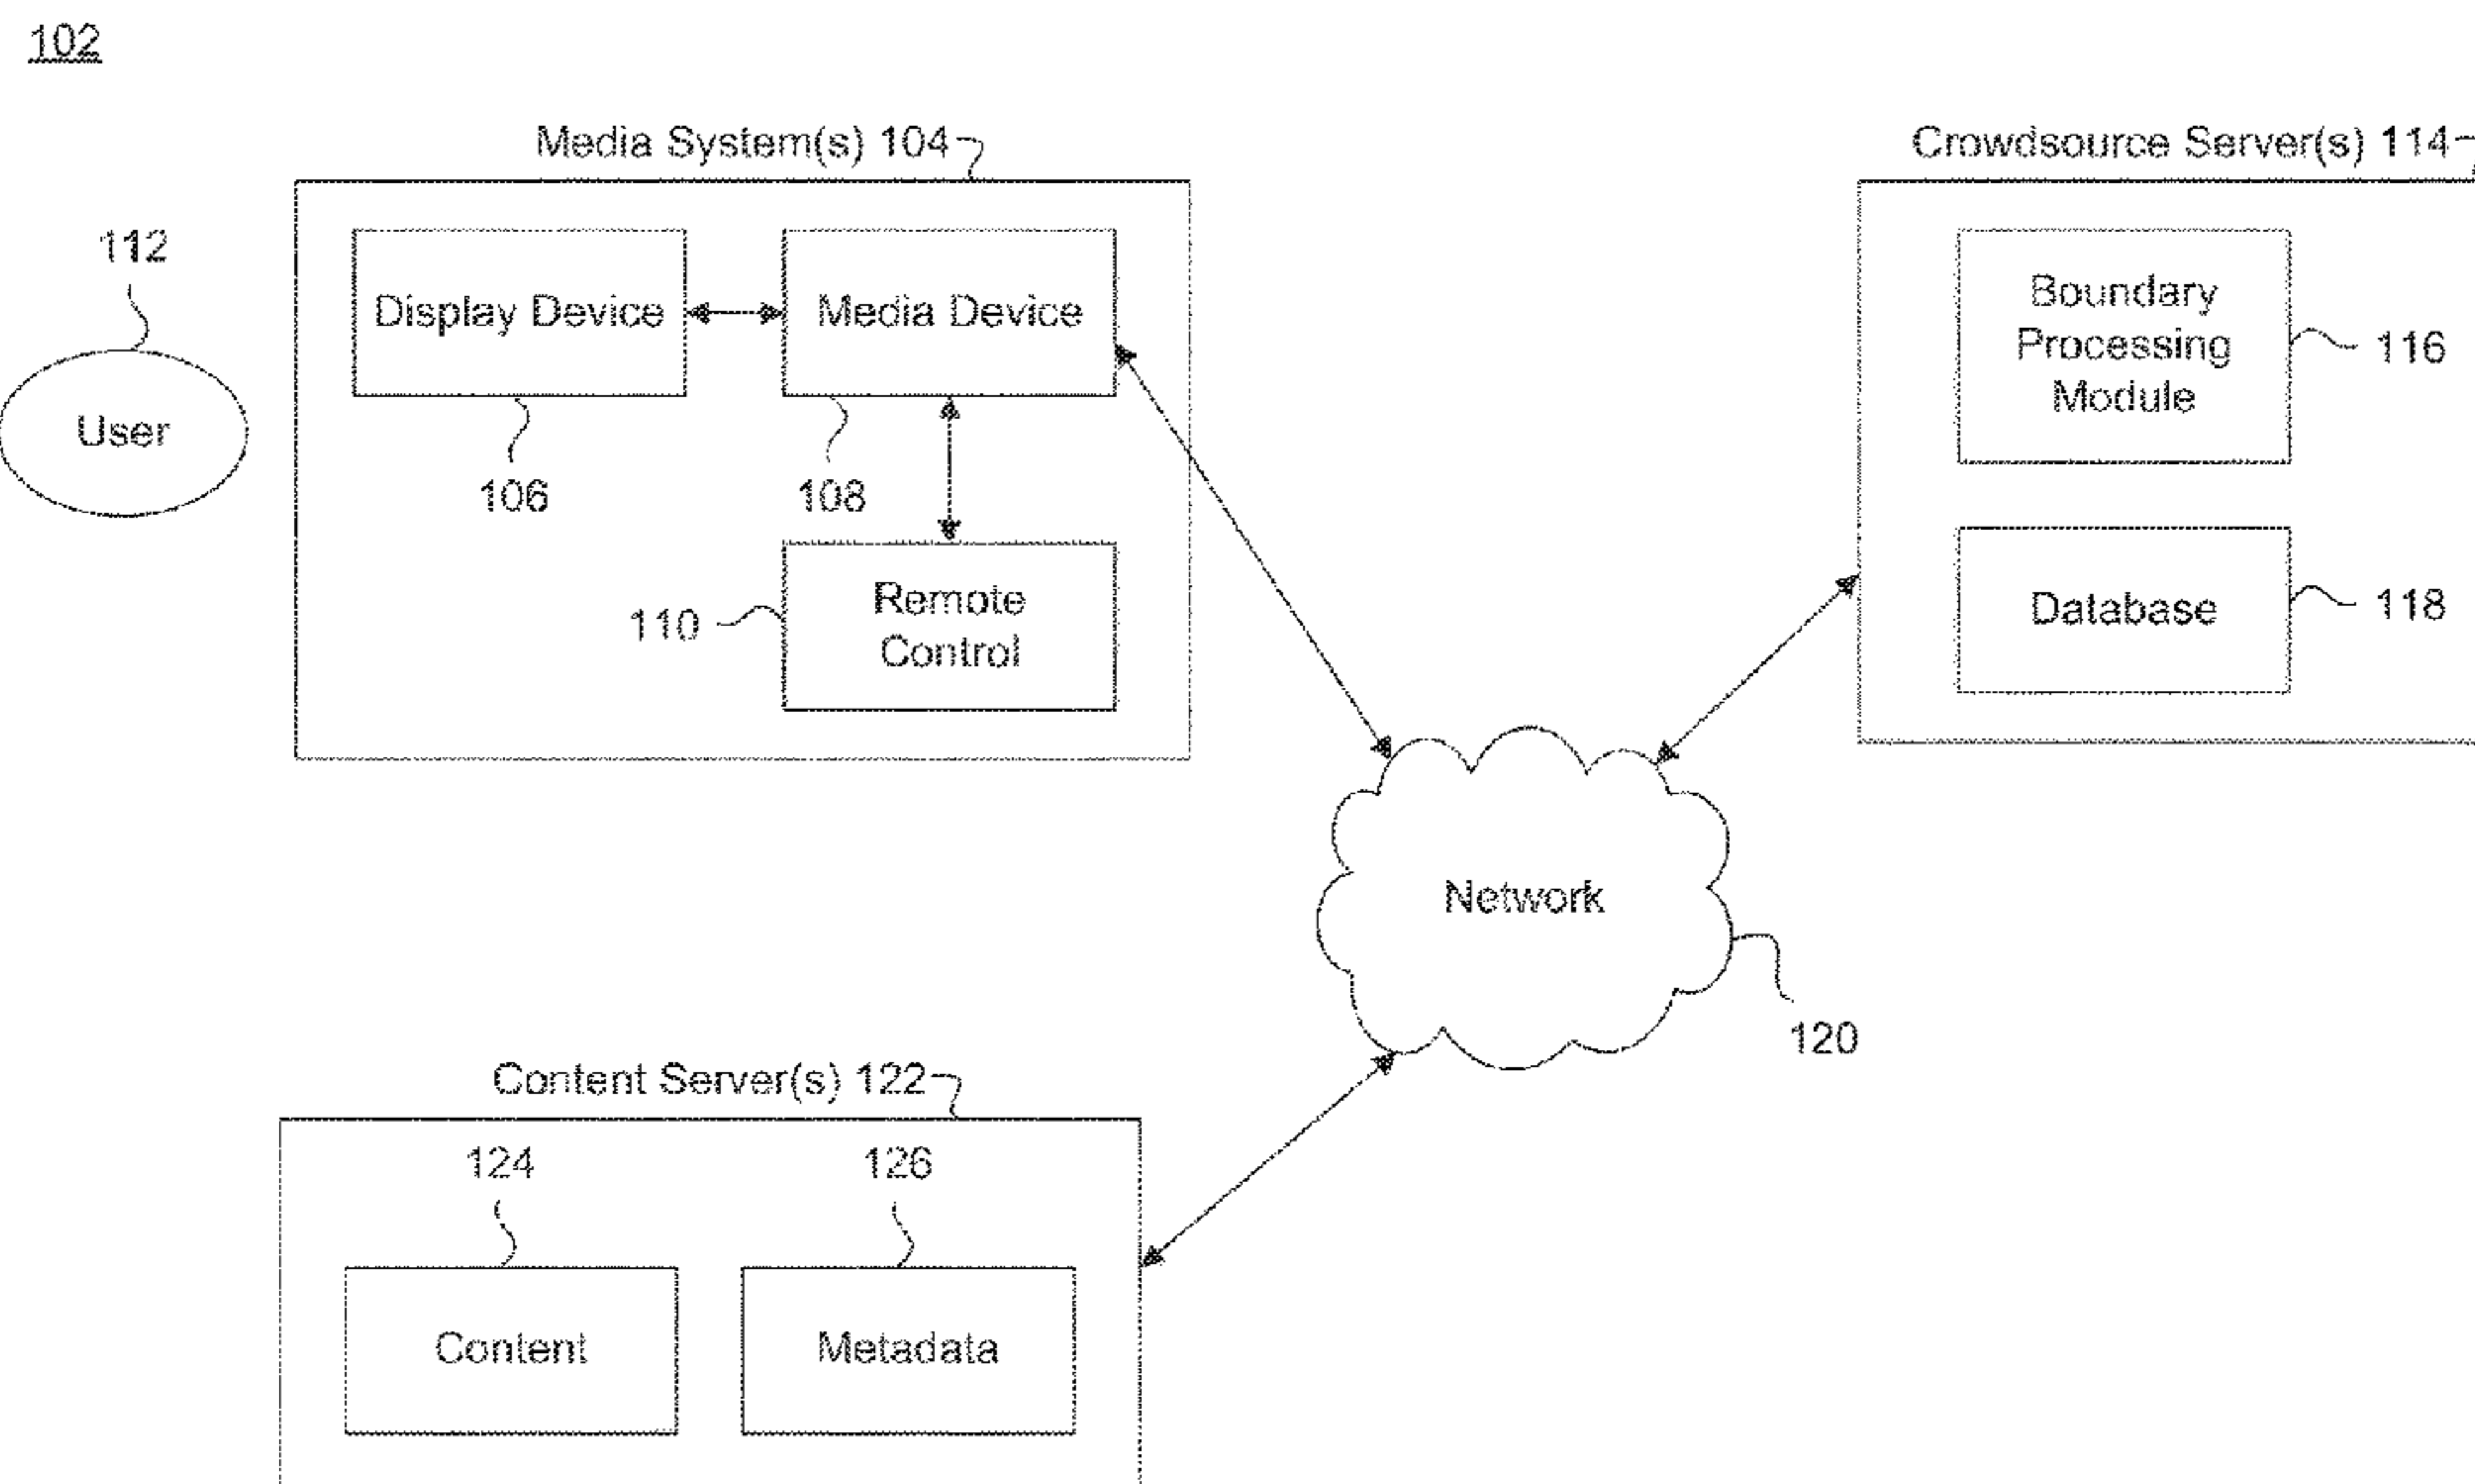 102
Media System(s) 104
Crowdsource Server(s) 114
112
User
Display Device
Media Device
106
108
110
Remote
Control
Boundary
Processing
Module
116
Database
118
Network
120
Content Server(s) 122
124
126
Content
Metadata